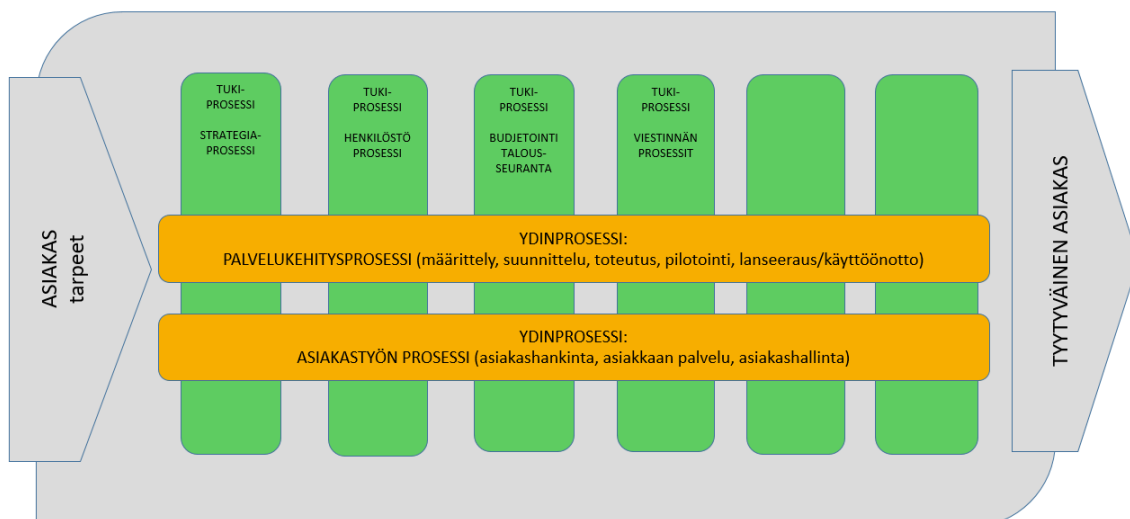 ASIAKAS
tarpeet
TUKI-
PROSESSI
STRATEGIA-
PROSESSI
TUKI-
PROSESSI
HENKILÖSTÖ
PROSESSI
TUKI-
PROSESSI
BUDJETOINTI
TALOUS-
SEURANTA
TUKI-
PROSESSI
VIESTINNÄN
PROSESSIT
YDINPROSESSI:
PALVELUKEHITYSPROSESSI (määrittely, suunnittelu, toteutus, pilotointi, lanseeraus/käyttöönotto)
YDINPROSESSI:
ASIAKASTYÖN PROSESSI (asiakashankinta, asiakkaan palvelu, asiakashallinta)
TYYTYVÄINEN ASIAKAS